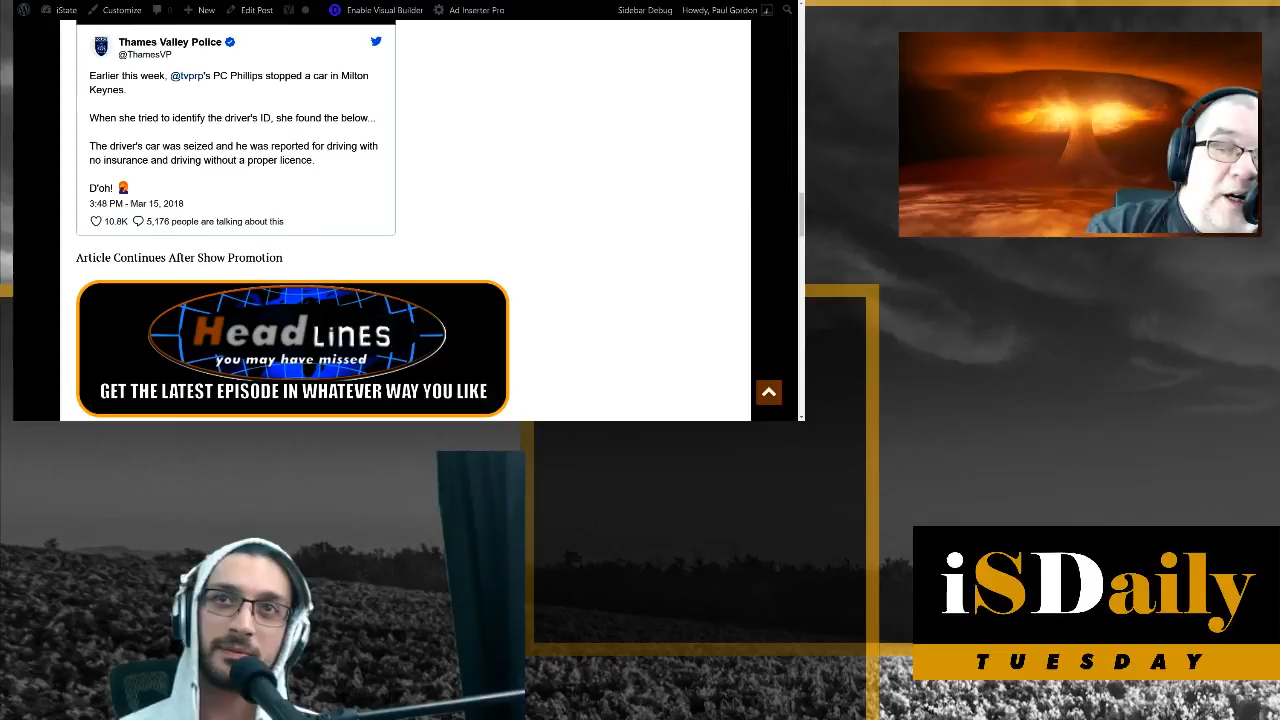 iState Customize 0 New Edit Post Enable Visual Builder Ad Inserter Pro Sidebar Debug Howdy, Paul Gordon
Thames Valley Police
@ThamesVP
Earlier this week, @tvprp's PC Phillips stopped a car in Milton
Keynes.
When she tried to identify the driver's ID, she found the below...
The driver's car was seized and he was reported for driving with
no insurance and driving without a proper licence.
D'oh!
3:48 PM - Mar 15, 2018
10.8K 5,176 people are talking about this
Article Continues After Show Promotion
HeadLiNES
you may have missed
GET THE LATEST EPISODE IN WHATEVER WAY YOU LIKE
iSDaily
TUESDAY